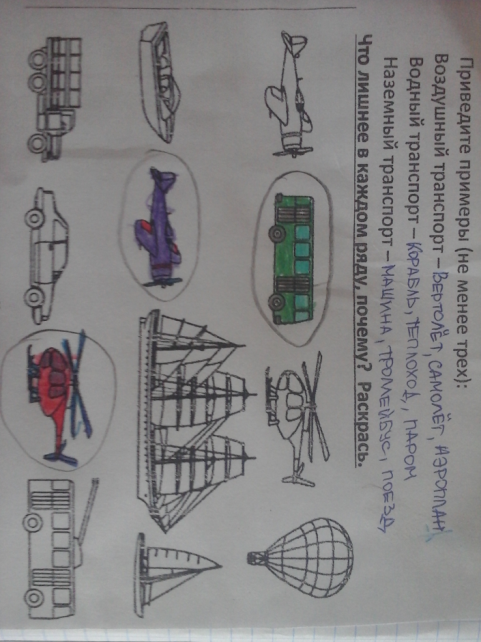 Приведите примеры (не менее трех):
Воздушный транспорт – ВЕРТОЛЁТ, САМОЛЁТ, АЭРОПЛАН
Водный транспорт – КОРАБЛЬ, ТЕПЛОХОД, ПАРОМ
Наземный транспорт – МАШИНА, ТРОЛЕЙБУС, ПОЕЗД,
Что лишнее в каждом ряду, почему? Раскрась.